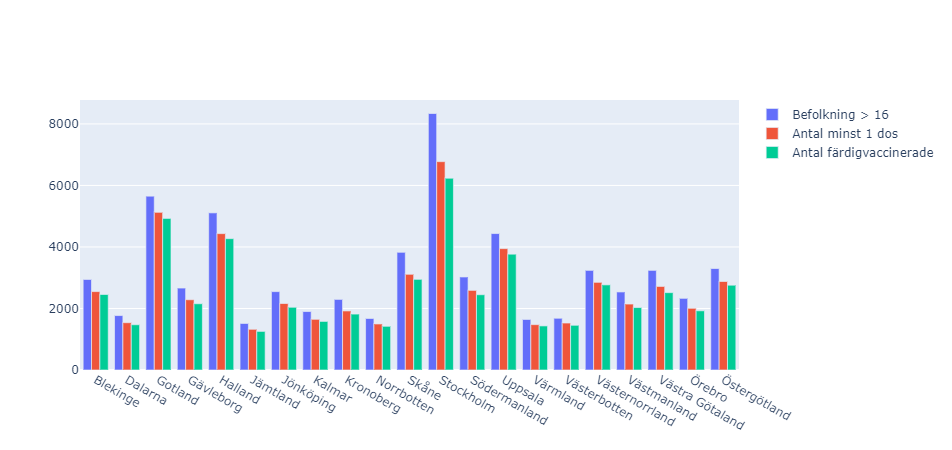 8000
6000
4000
2000
0
Blekinge
Dalarna
Gotland
Gävleborg
Halland
Jämtland
Jönköping
Kalmar
Kronoberg
Norrbotten
Skåne
Stockholm
Södermanland
Uppsala
Värmland
Västerbotten
Västernorrland
Västmanland
Västra Götaland
Örebro
Östergötland
Befolkning > 16
Antal minst 1 dos
Antal färdigvaccinerade